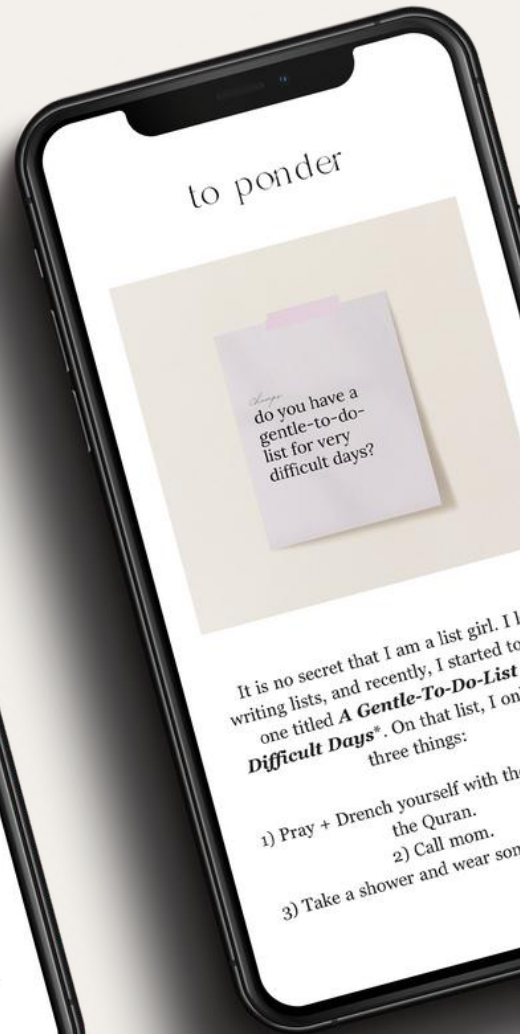 to ponder
do you have a
gentle-to-do-
list for very
difficult days?
It is no secret that I am a list girl. I
writing lists, and recently, I started to
one titled A Gentle-To-Do-List
Difficult Days*. On that list, I
three things:
1) Pray + Drench yourself with
the Quran.
2) Call mom.
3) Take a shower and wear